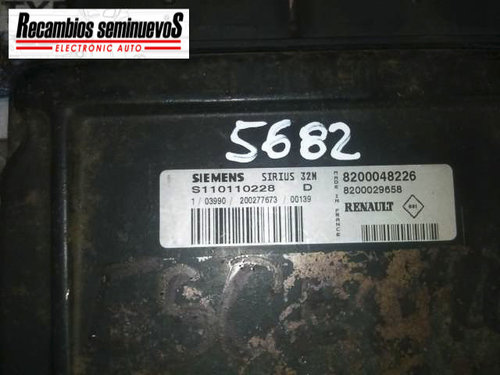 Recambios seminuevoS
ELECTRONIC AUTO
5682
SIEMENS SIRIUS 32N
S110110228 D
1 / 03990 / 200277673 / 00139
MADE IN FRANCE
8200048226
8200029658
RENAULT